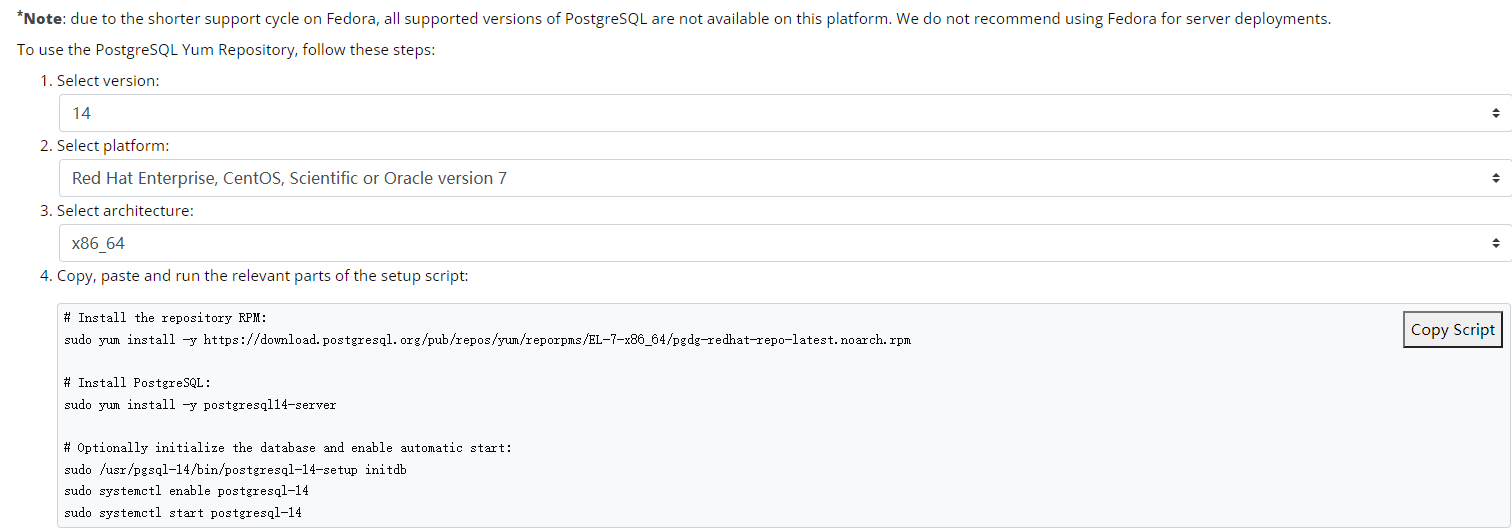 *Note: due to the shorter support cycle on Fedora, all supported versions of PostgreSQL are not available on this platform. We do not recommend using Fedora for server deployments.
To use the PostgreSQL Yum Repository, follow these steps:
1. Select version:
14
2. Select platform:
Red Hat Enterprise, CentOS, Scientific or Oracle version 7
3. Select architecture:
x86_64
4. Copy, paste and run the relevant parts of the setup script:
Copy Script
# Install the repository RPM:
sudo yum install -y https://download.postgresql.org/pub/repos/yum/reporpms/EL-7-x86_64/pgdg-redhat-repo-latest.noarch.rpm
# Install PostgreSQL:
sudo yum install -y postgresql14-server
# Optionally initialize the database and enable automatic start:
sudo /usr/pgsql-14/bin/postgresql-14-setup initdb
sudo systemctl enable postgresql-14
sudo systemctl start postgresql-14